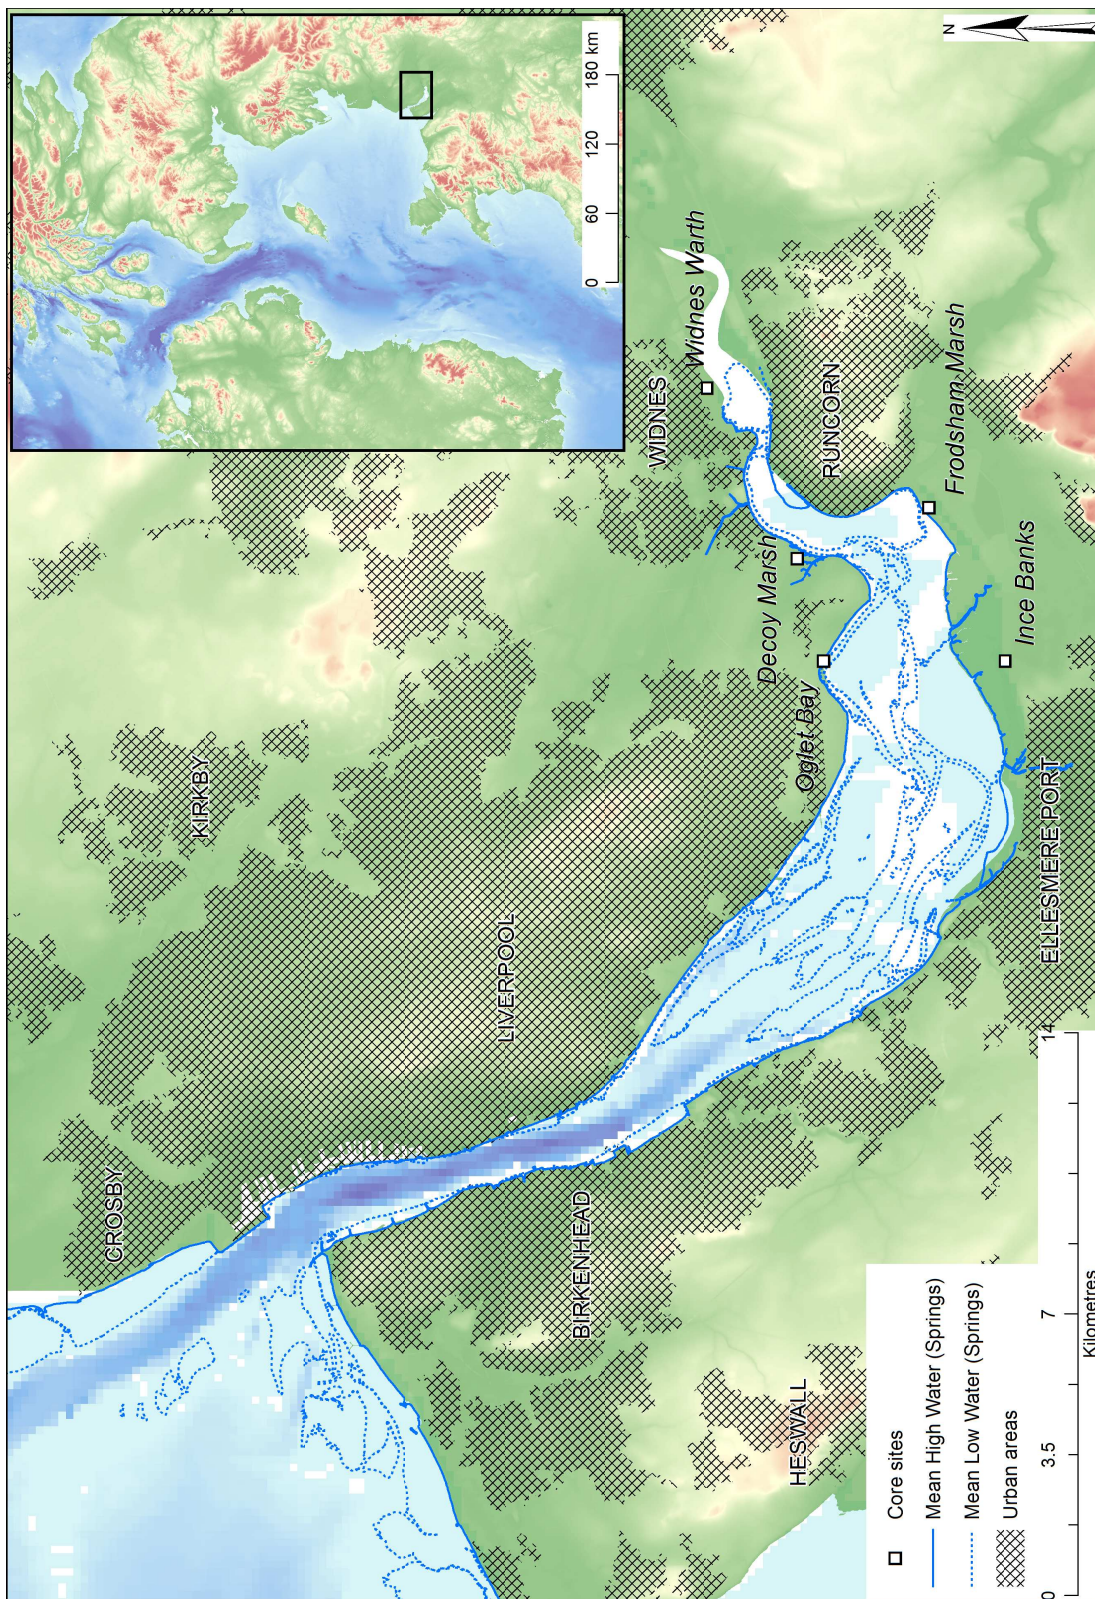 0 60 120 180 km
N
CROSBY
KIRKBY
LIVERPOOL
BIRKENHEAD
HESWALL
WIDNES
Widnes Warth
Decoy Marsh
Oglet Bay
RUNCORN
Frodsham Marsh
Ince Banks
ELLESMERE PORT
Core sites
Mean High Water (Springs)
Mean Low Water (Springs)
Urban areas
0 3.5 7 14
Kilometres